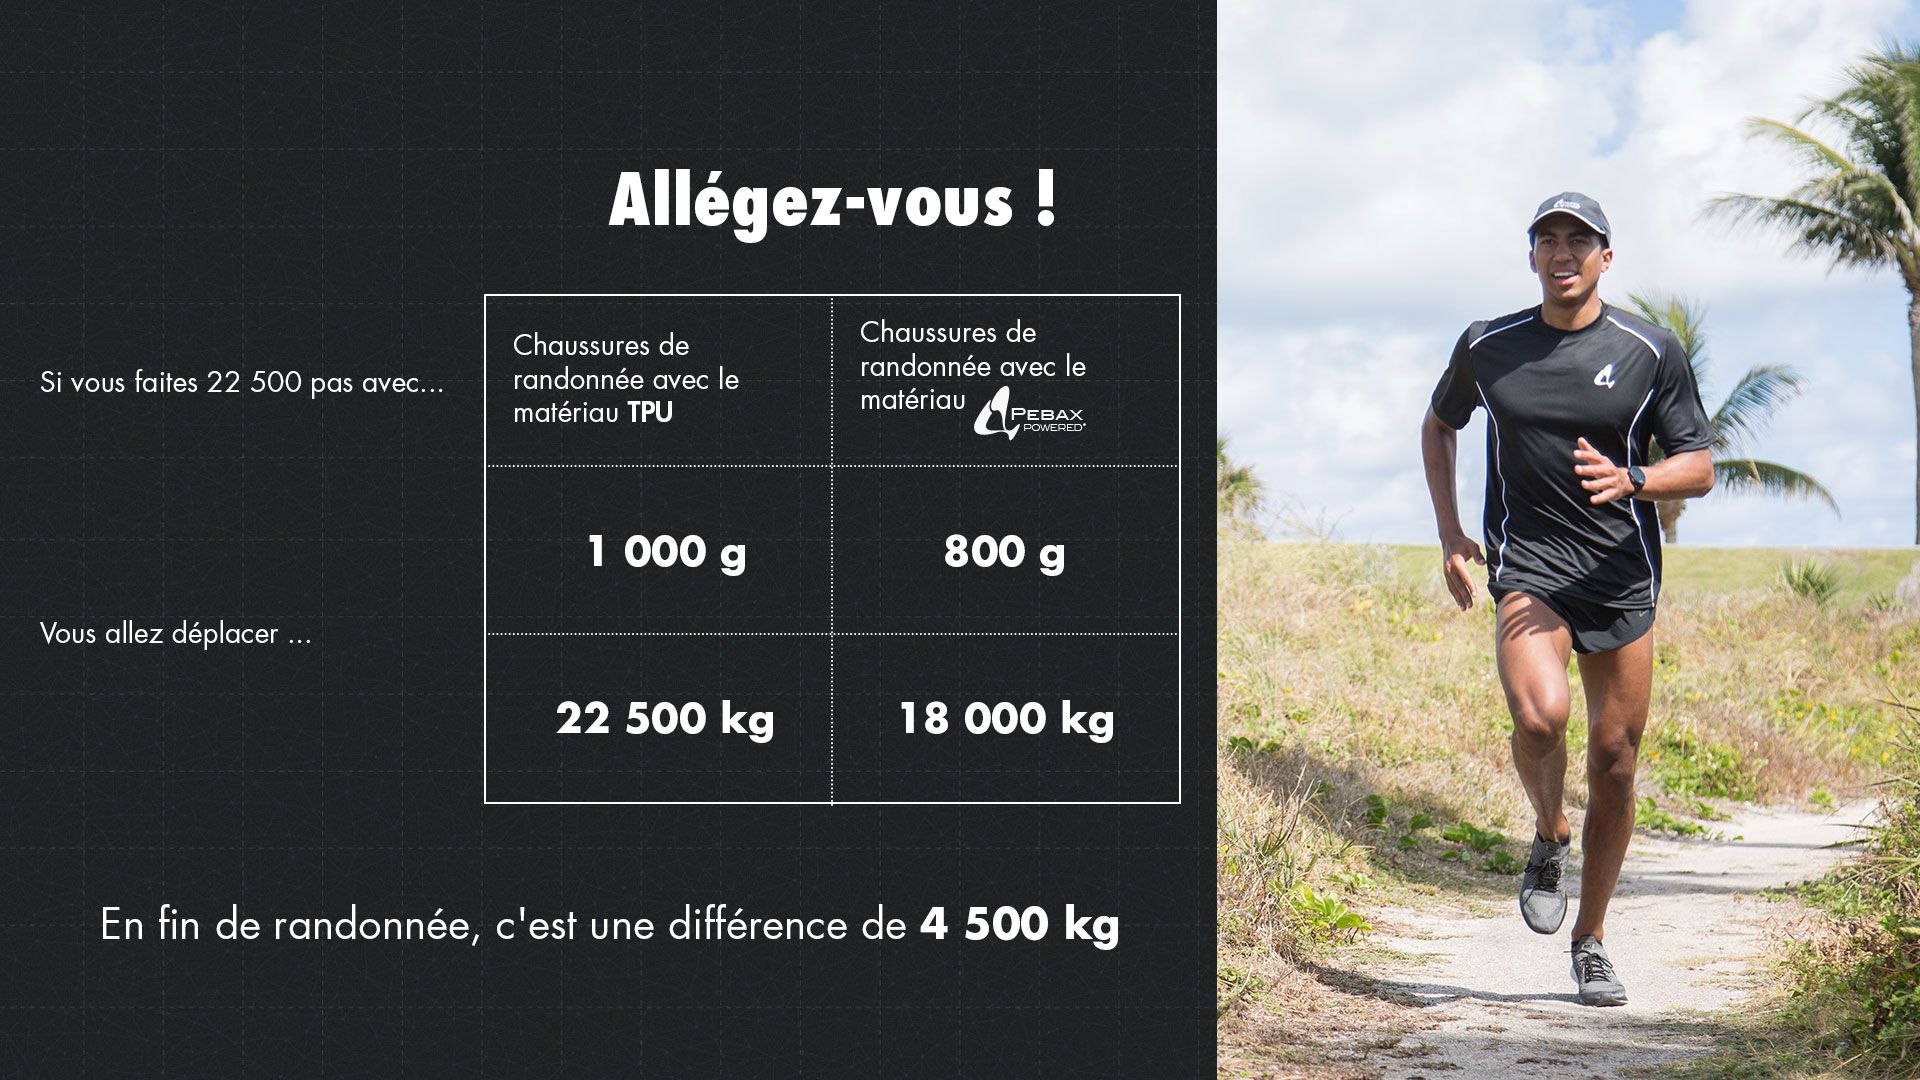 Allégez-vous !
Si vous faites 22 500 pas avec...
Chaussures de
randonnée avec le
matériau TPU
Chaussures de
randonnée avec le
matériau PEBAX
POWERED®
1 000 g
800 g
Vous allez déplacer ...
22 500 kg
18 000 kg
En fin de randonnée, c'est une différence de 4 500 kg